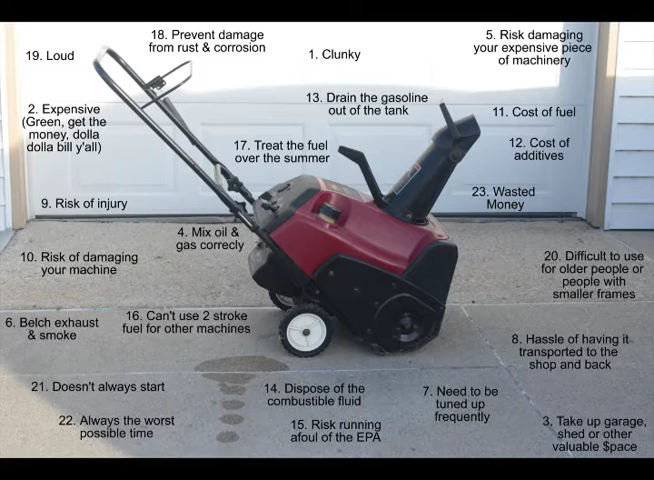 18. Prevent damage
from rust & corrosion
5. Risk damaging
your expensive piece
of machinery
19. Loud
1. Clunky
2. Expensive
(Green, get the
money, dolla
dolla bill y'all)
13. Drain the gasoline
out of the tank
11. Cost of fuel
17. Treat the fuel
over the summer
12. Cost of
additives
23. Wasted
Money
9. Risk of injury
4. Mix oil &
gas correcly
10. Risk of damaging
your machine
20. Difficult to use
for older people or
people with
smaller frames
6. Belch exhaust
& smoke
16. Can't use 2 stroke
fuel for other machines
8. Hassle of having it
transported to the
shop and back
21. Doesn't always start
14. Dispose of the
combustible fluid
7. Need to be
tuned up
frequently
22. Always the worst
possible time
15. Risk running
afoul of the EPA
3. Take up garage,
shed or other
valuable $pace